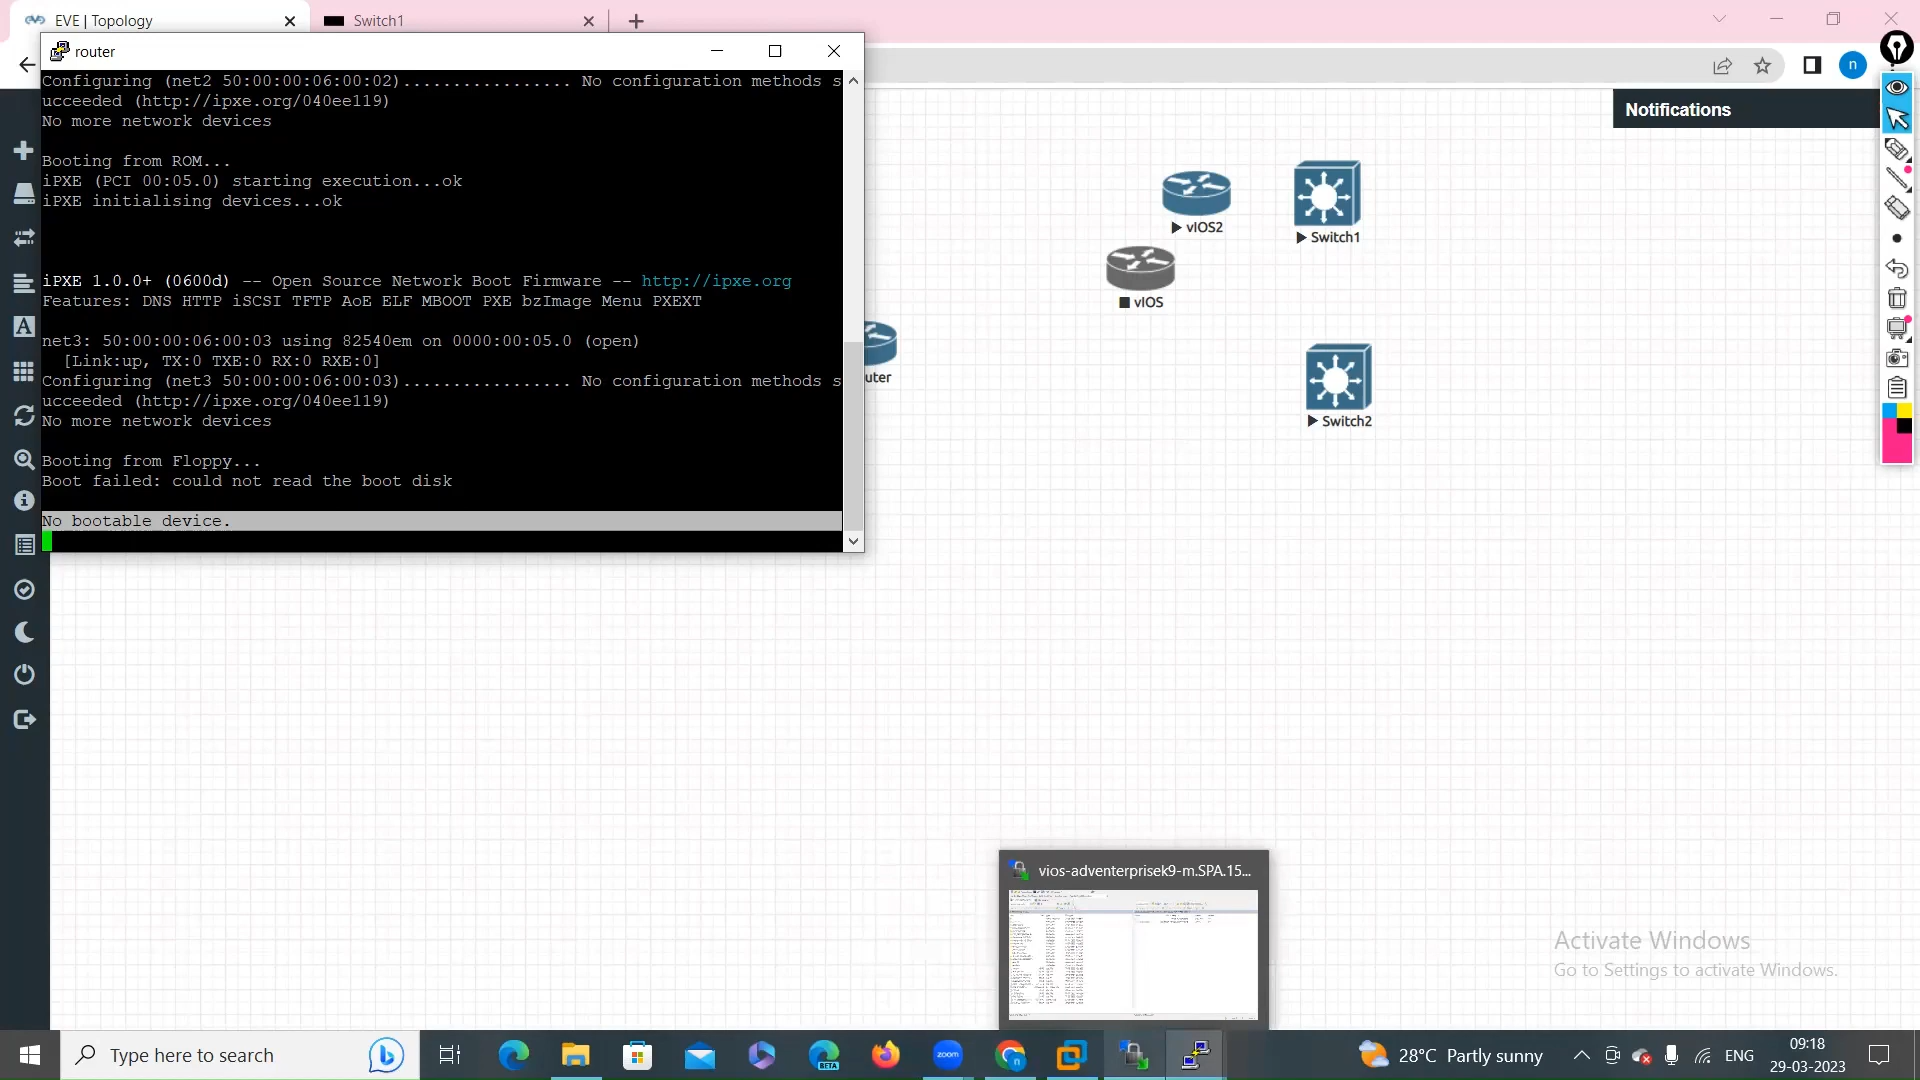 EVE | Topology
Switch1
router
Configuring (net2 50:00:00:06:00:02)................. No configuration methods s
ucceeded (http://ipxe.org/040ee119)
No more network devices
Booting from ROM...
iPXE (PCI 00:05.0) starting execution...ok
iPXE initialising devices...ok
iPXE 1.0.0+ (0600d) -- Open Source Network Boot Firmware -- http://ipxe.org
Features: DNS HTTP iSCSI TFTP AoE ELF MBOOT PXE bzImage Menu PXEXT
net3: 50:00:00:06:00:03 using 82540em on 0000:00:05.0 (open)
[Link:up, TX:0 TXE:0 RX:0 RXE:0]
Configuring (net3 50:00:00:06:00:03)................. No configuration methods s
ucceeded (http://ipxe.org/040ee119)
No more network devices
Booting from Floppy...
Boot failed: could not read the boot disk
No bootable device.
Notifications
n
vIOS2
Switch1
vIOS
uter
Switch2
vios-adventerprisek9-m.SPA.15...
Activate Windows
Go to Settings to activate Windows.
Type here to search
BETA
zoom
n
28°C Partly sunny
ENG
09:18
29-03-2023